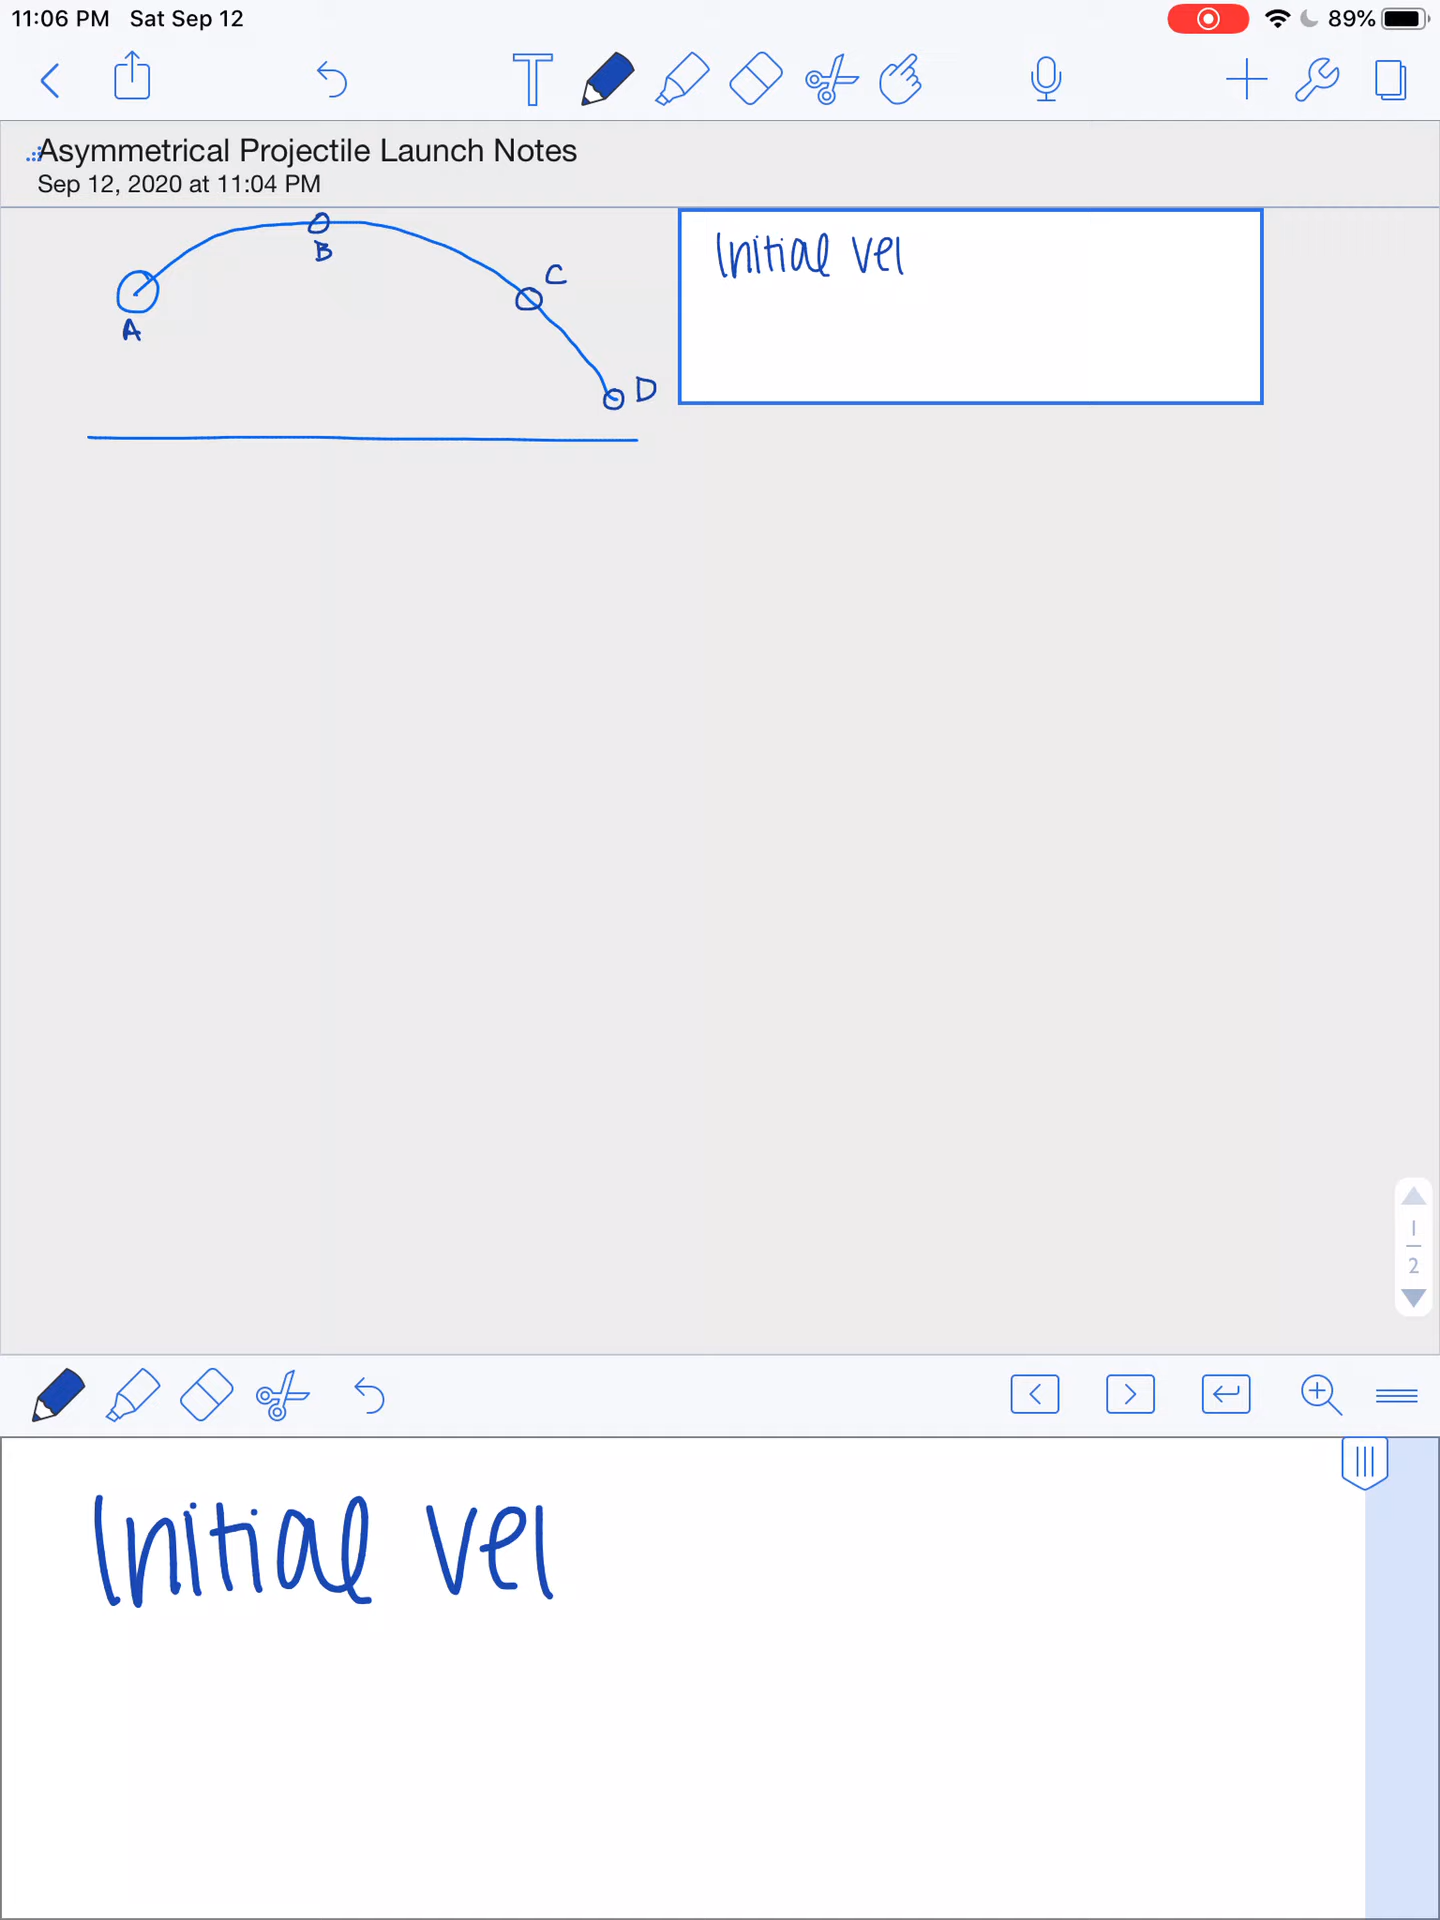 11:06 PM Sat Sep 12
89%
T
Asymmetrical Projectile Launch Notes
Sep 12, 2020 at 11:04 PM
B
C
A
D
Initial vel
1
2
Initial vel